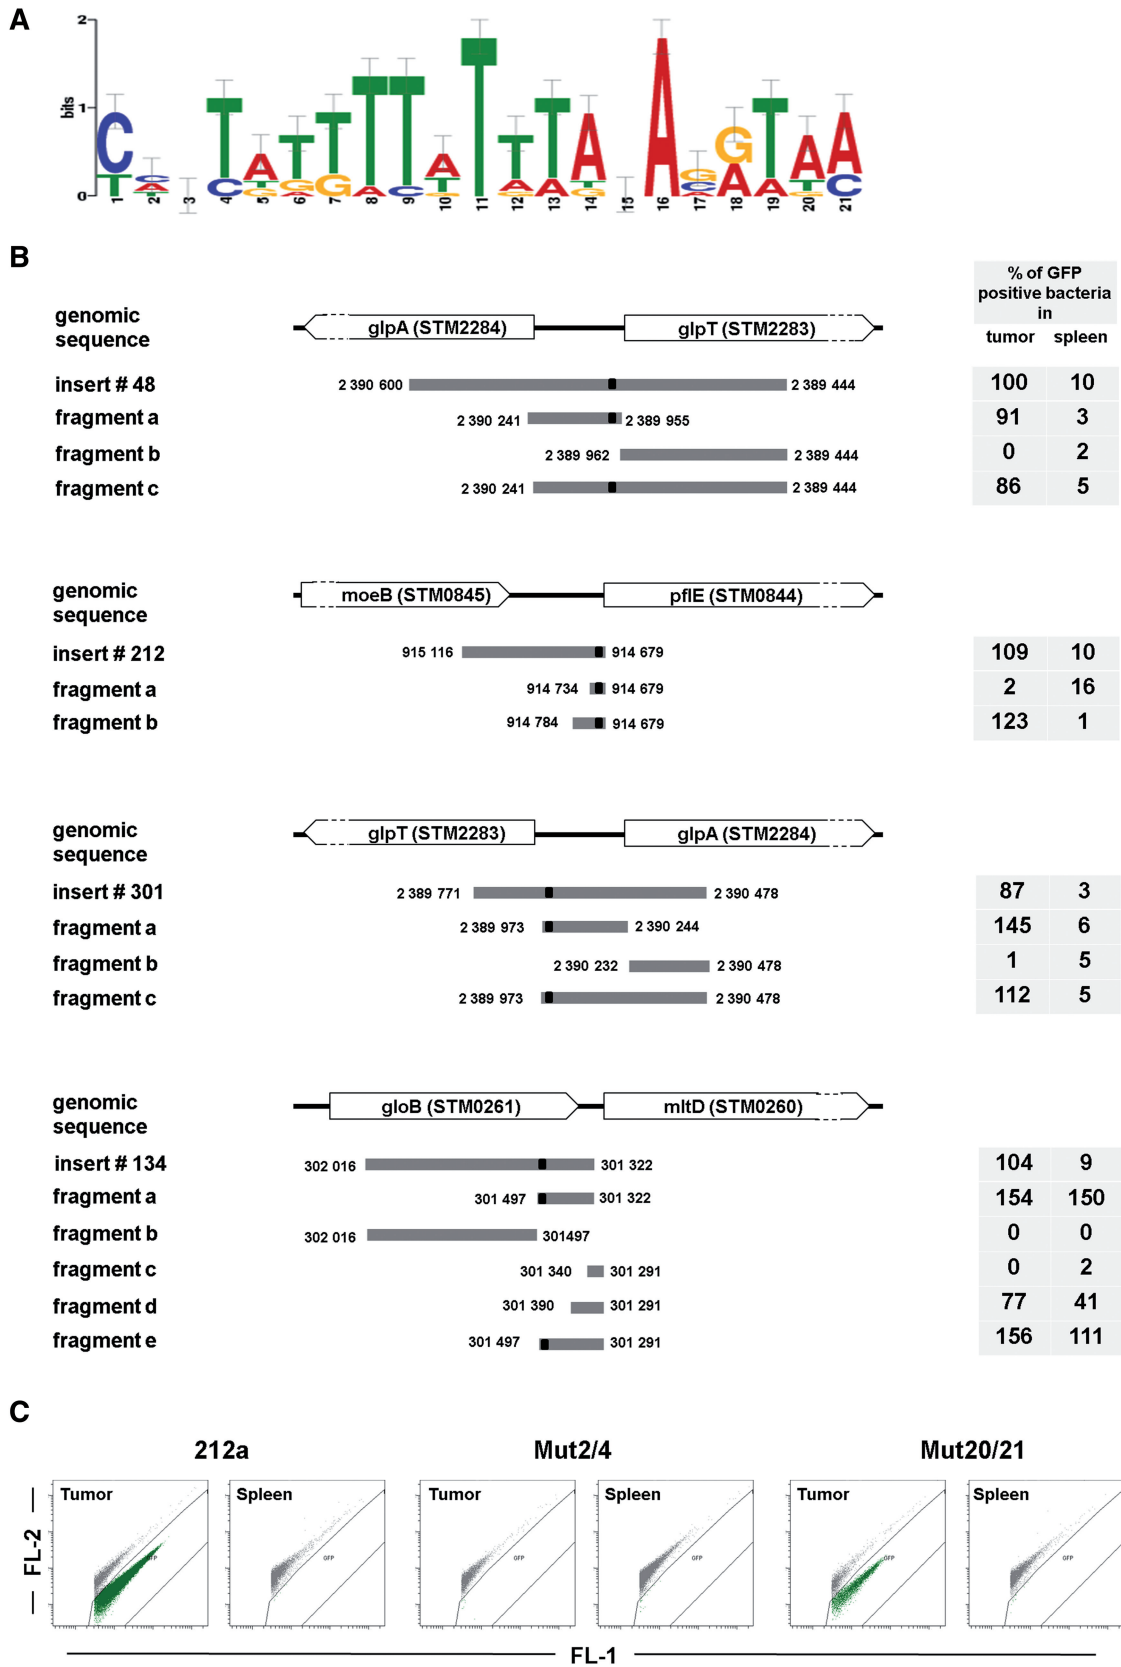 A
2
bits
1
0
1 2 3 4 5 6 7 8 9 10 11 12 13 14 15 16 17 18 19 20 21
B
% of GFP
positive bacteria
in
tumor spleen
genomic
sequence
glpA (STM2284) glpT (STM2283)
insert # 48 2 390 600 2 389 444 100 10
fragment a 2 390 241 2 389 955 91 3
fragment b 2 389 962 2 389 444 0 2
fragment c 2 390 241 2 389 444 86 5
genomic
sequence
moeB (STM0845) pflE (STM0844)
insert # 212 915 116 914 679 109 10
fragment a 914 734 914 679 2 16
fragment b 914 784 914 679 123 1
genomic
sequence
glpT (STM2283) glpA (STM2284)
insert # 301 2 389 771 2 390 478 87 3
fragment a 2 389 973 2 390 244 145 6
fragment b 2 390 232 2 390 478 1 5
fragment c 2 389 973 2 390 478 112 5
genomic
sequence
gloB (STM0261) mltD (STM0260)
insert # 134 302 016 301 322 104 9
fragment a 301 497 301 322 154 150
fragment b 302 016 301497 0 0
fragment c 301 340 301 291 0 2
fragment d 301 390 301 291 77 41
fragment e 301 497 301 291 156 111
C
212a Mut2/4 Mut20/21
Tumor Spleen Tumor Spleen Tumor Spleen
GFP GFP GFP GFP GFP GFP
FL-2
FL-1